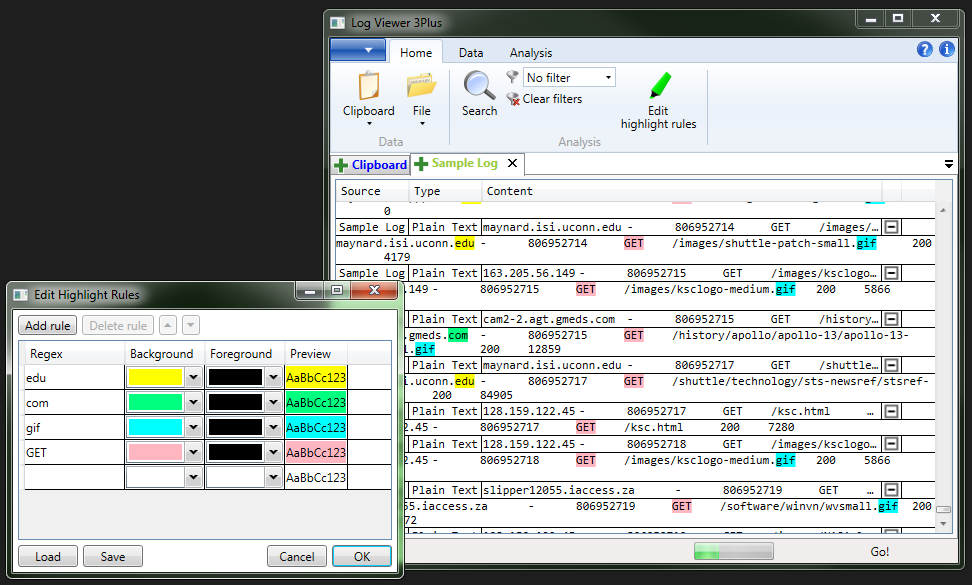 Log Viewer 3Plus
Home Data Analysis
Clipboard File Search No filter
Clear filters
Edit
highlight rules
Data Analysis
Clipboard Sample Log
Source Type Content
0
Sample Log Plain Text maynard.isi.uconn.edu - 806952714 GET /images/…
maynard.isi.uconn.edu - 806952714 GET /images/shuttle-patch-small.gif 200
4179
Sample Log Plain Text 163.205.56.149 - 806952715 GET /images/ksclogo…
.149 - 806952715 GET /images/ksclogo-medium.gif 200 5866
Plain Text cam2-2.agt.gmeds.com - 806952715 GET /history…
.gmeds.com - 806952715 GET /history/apollo/apollo-13/apollo-13-
.gif 200 12859
Plain Text maynard.isi.uconn.edu - 806952717 GET /shuttle…
i.uconn.edu - 806952717 GET /shuttle/technology/sts-newsref/stsref-
200 84905
Plain Text 128.159.122.45 - 806952717 GET /ksc.html …
2.45 - 806952717 GET /ksc.html 200 7280
Plain Text 128.159.122.45 - 806952718 GET /images/ksclogo…
2.45 - 806952718 GET /images/ksclogo-medium.gif 200 5866
Plain Text slipper12055.iaccess.za - 806952719 GET …
55.iaccess.za - 806952719 GET /software/winvn/wvsmall.gif 200
72
Go!
Edit Highlight Rules
Add rule Delete rule
Regex Background Foreground Preview
edu AaBbCc123
com AaBbCc123
gif AaBbCc123
GET AaBbCc123
AaBbCc123
Load Save Cancel OK